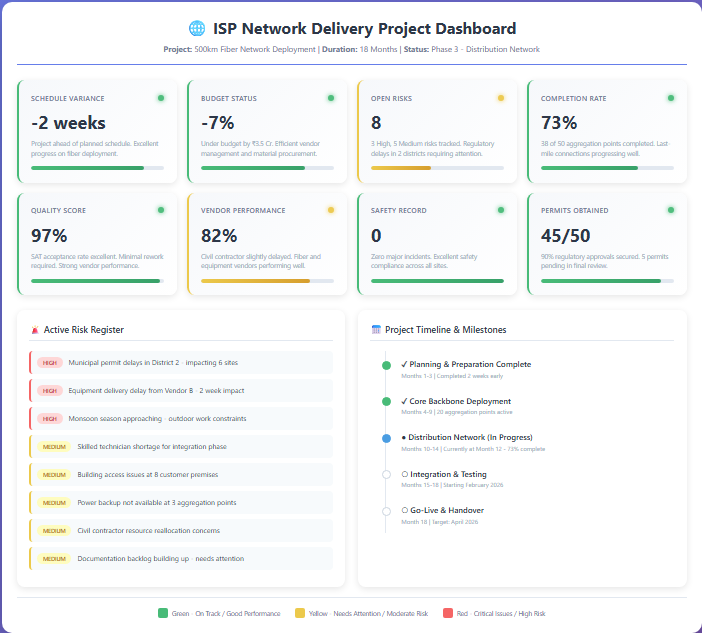 🌐 ISP Network Delivery Project Dashboard
Project: 500km Fiber Network Deployment | Duration: 18 Months | Status: Phase 3 - Distribution Network
SCHEDULE VARIANCE
-2 weeks
Project ahead of planned schedule. Excellent
progress on fiber deployment.
BUDGET STATUS
-7%
Under budget by ₹3.5 Cr. Efficient vendor
management and material procurement.
OPEN RISKS
8
3 High, 5 Medium risks tracked. Regulatory
delays in 2 districts requiring attention.
COMPLETION RATE
73%
38 of 50 aggregation points completed. Last
mile connections progressing well.
QUALITY SCORE
97%
SAT acceptance rate excellent. Minimal rework
required. Strong vendor performance.
VENDOR PERFORMANCE
82%
Civil contractor slightly delayed. Fiber and
equipment vendors performing well.
SAFETY RECORD
0
Zero major incidents. Excellent safety
compliance across all sites.
PERMITS OBTAINED
45/50
90% regulatory approvals secured. 5 permits
pending in final review.
Active Risk Register
HIGH Municipal permit delays in District 2 - impacting 6 sites
HIGH Equipment delivery delay from Vendor B - 2 week impact
HIGH Monsoon season approaching - outdoor work constraints
MEDIUM Skilled technician shortage for integration phase
MEDIUM Building access issues at 8 customer premises
MEDIUM Power backup not available at 3 aggregation points
MEDIUM Civil contractor resource reallocation concerns
MEDIUM Documentation backlog building up - needs attention
Project Timeline & Milestones
✓ Planning & Preparation Complete
Months 1-3 | Completed 2 weeks early
✓ Core Backbone Deployment
Months 4-9 | 20 aggregation points active
● Distribution Network (In Progress)
Months 10-14 | Currently at Month 12 - 73% complete
○ Integration & Testing
Months 15-18 | Starting February 2026
○ Go-Live & Handover
Month 18 | Target: April 2026
Green - On Track / Good Performance
Yellow - Needs Attention / Moderate Risk
Red - Critical Issues / High Risk